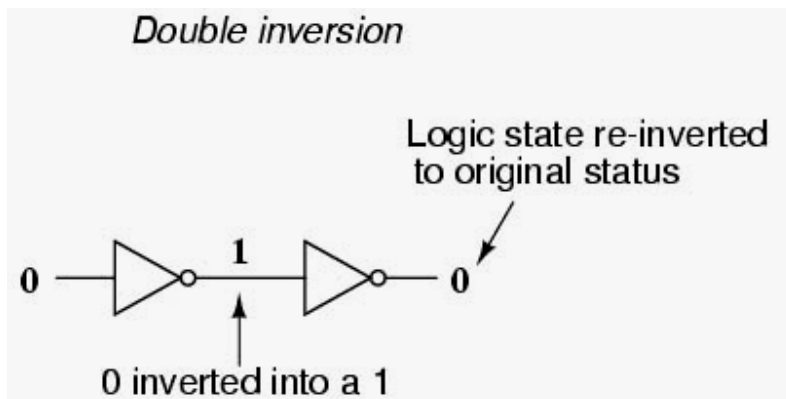 Double inversion
Logic state re-inverted
to original status
0
1
0
0 inverted into a 1